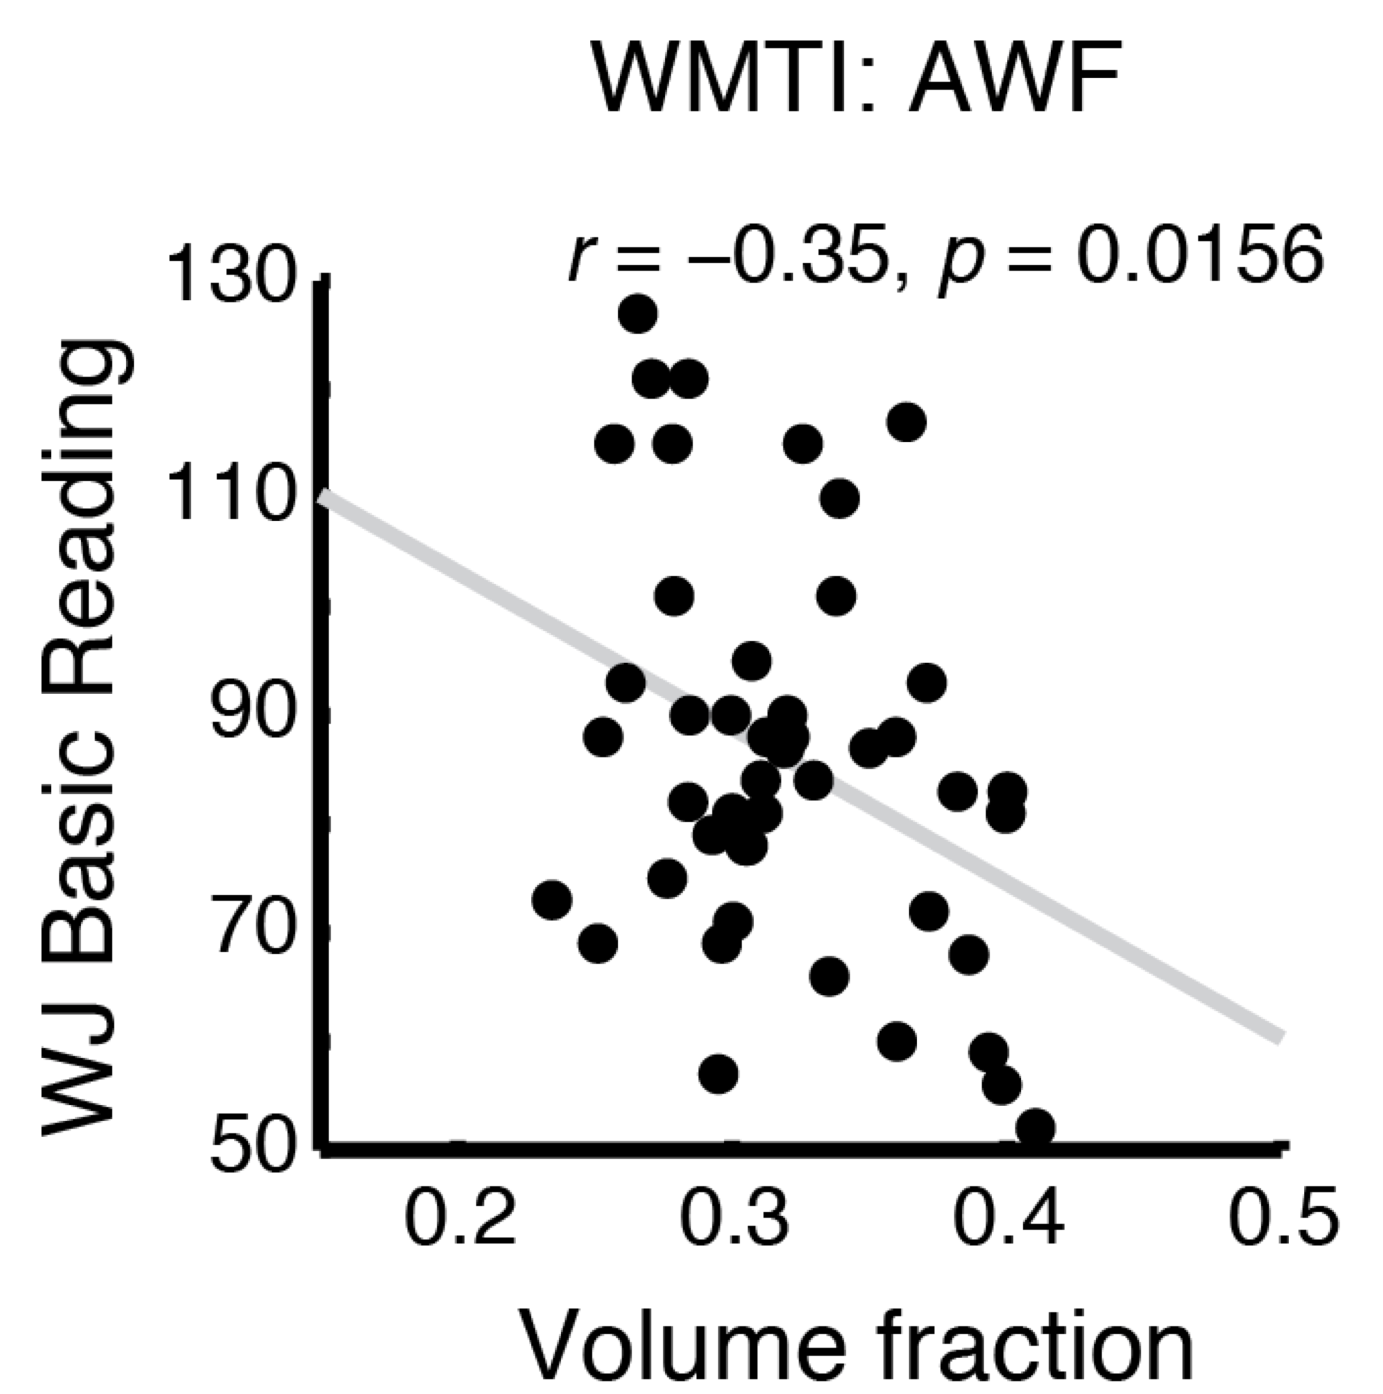 WMTI: AWF
r = –0.35, p = 0.0156
WJ Basic Reading
130
110
90
70
50
0.2 0.3 0.4 0.5
Volume fraction